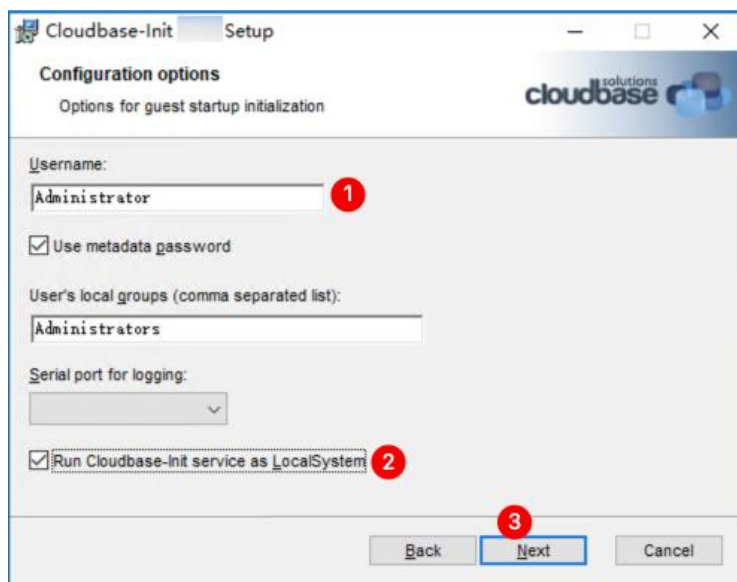 Cloudbase-Init Setup
Configuration options
Options for guest startup initialization
solutions
cloudbase
Username:
Administrator
1
Use metadata password
User's local groups (comma separated list):
Administrators
Serial port for logging:
Run Cloudbase-Init service as LocalSystem
2
3
Back
Next
Cancel